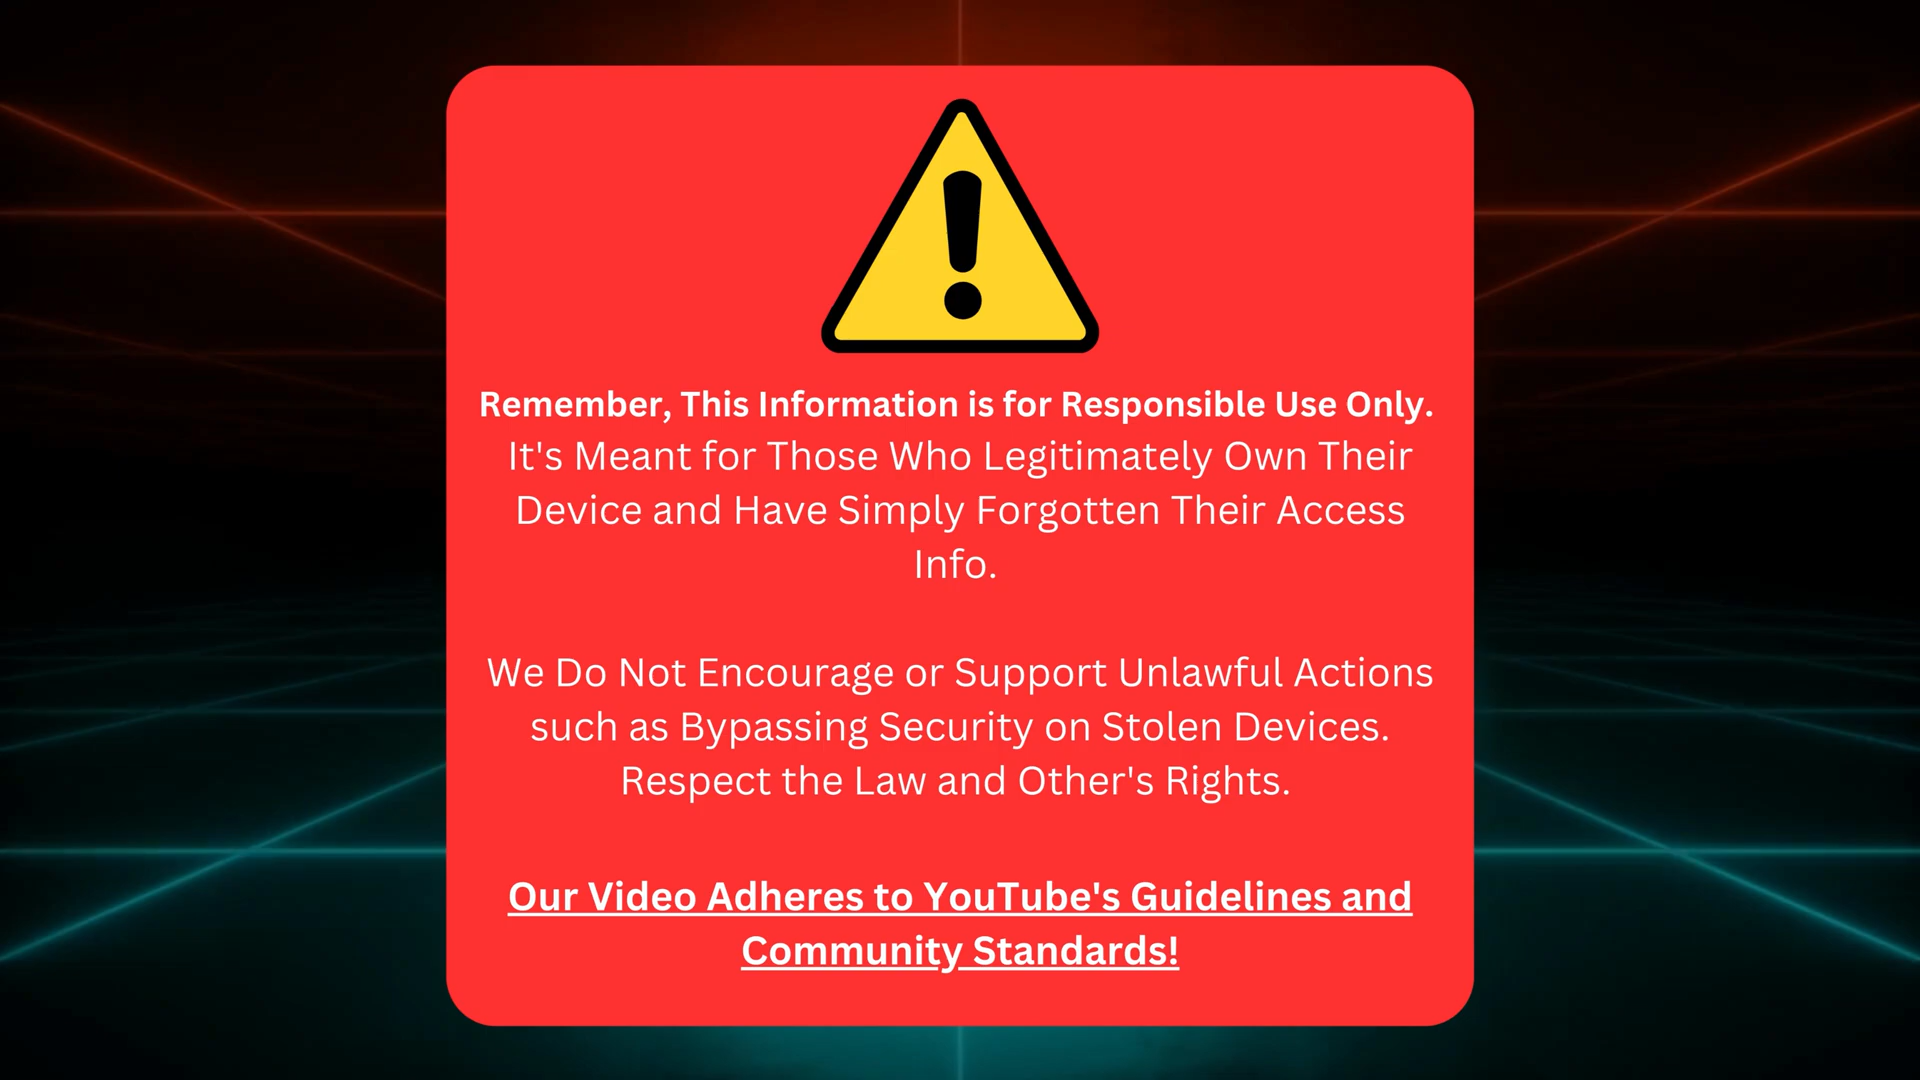 Remember, This Information is for Responsible Use Only.
It's Meant for Those Who Legitimately Own Their
Device and Have Simply Forgotten Their Access
Info.
We Do Not Encourage or Support Unlawful Actions
such as Bypassing Security on Stolen Devices.
Respect the Law and Other's Rights.
Our Video Adheres to YouTube's Guidelines and
Community Standards!